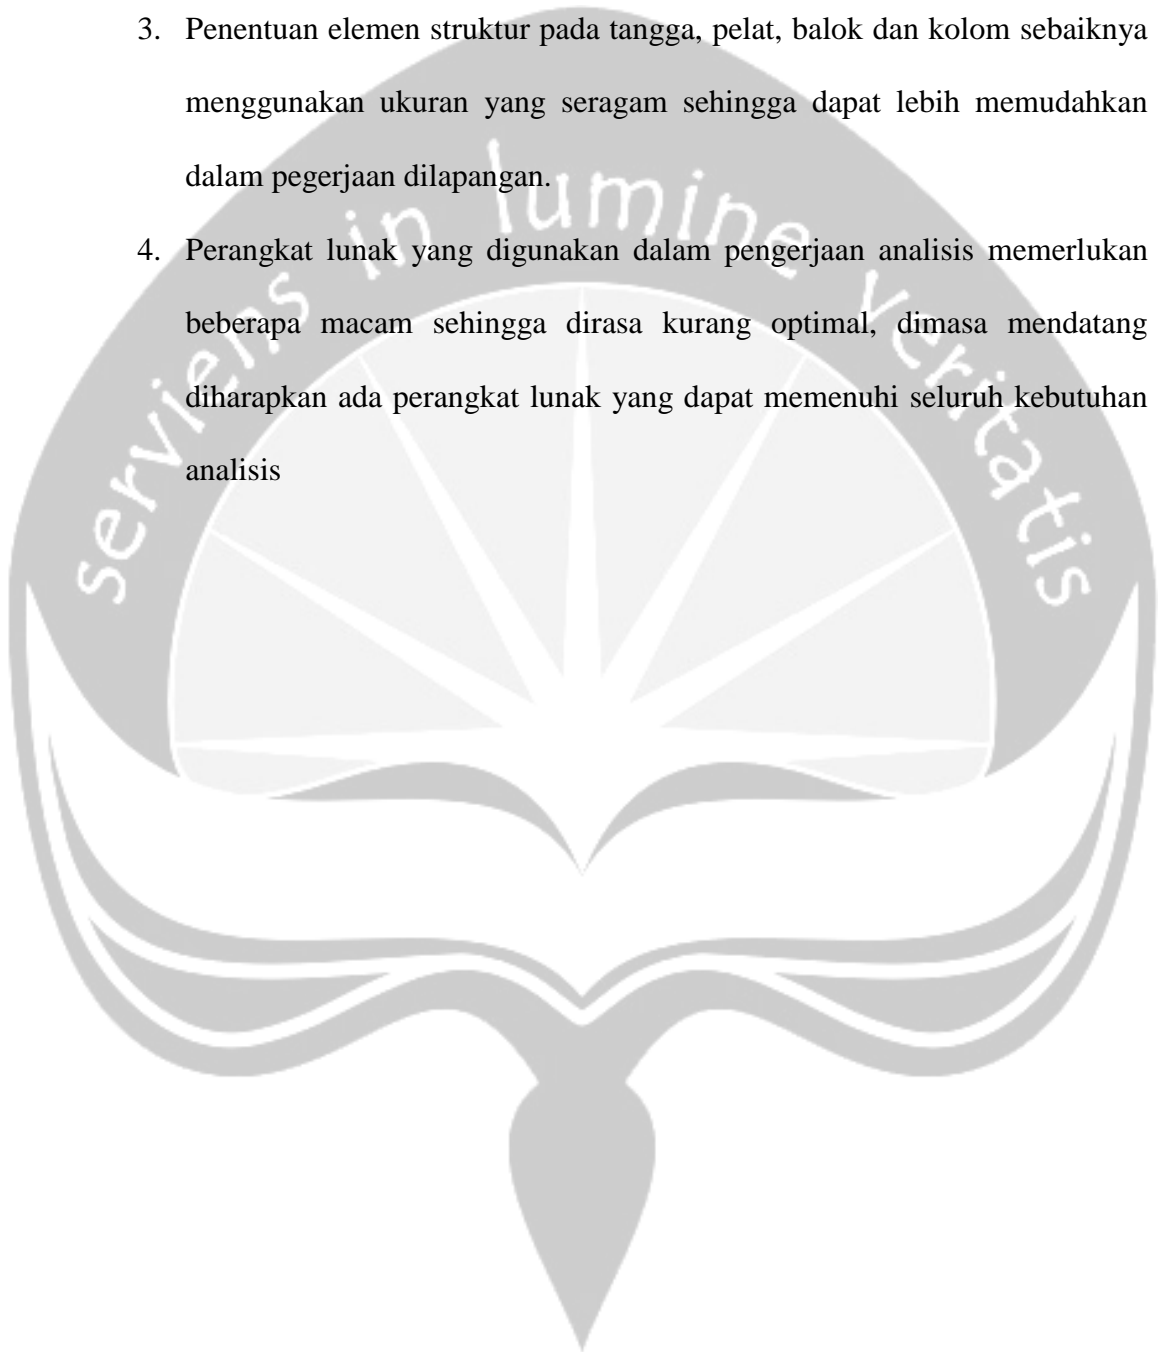 3. Penentuan elemen struktur pada tangga, pelat, balok dan kolom sebaiknya
menggunakan ukuran yang seragam sehingga dapat lebih memudahkan
dalam pegerjaan dilapangan.
4. Perangkat lunak yang digunakan dalam pengerjaan analisis memerlukan
beberapa macam sehingga dirasa kurang optimal, dimasa mendatang
diharapkan ada perangkat lunak yang dapat memenuhi seluruh kebutuhan
analisis
serviens in lumine veritatis